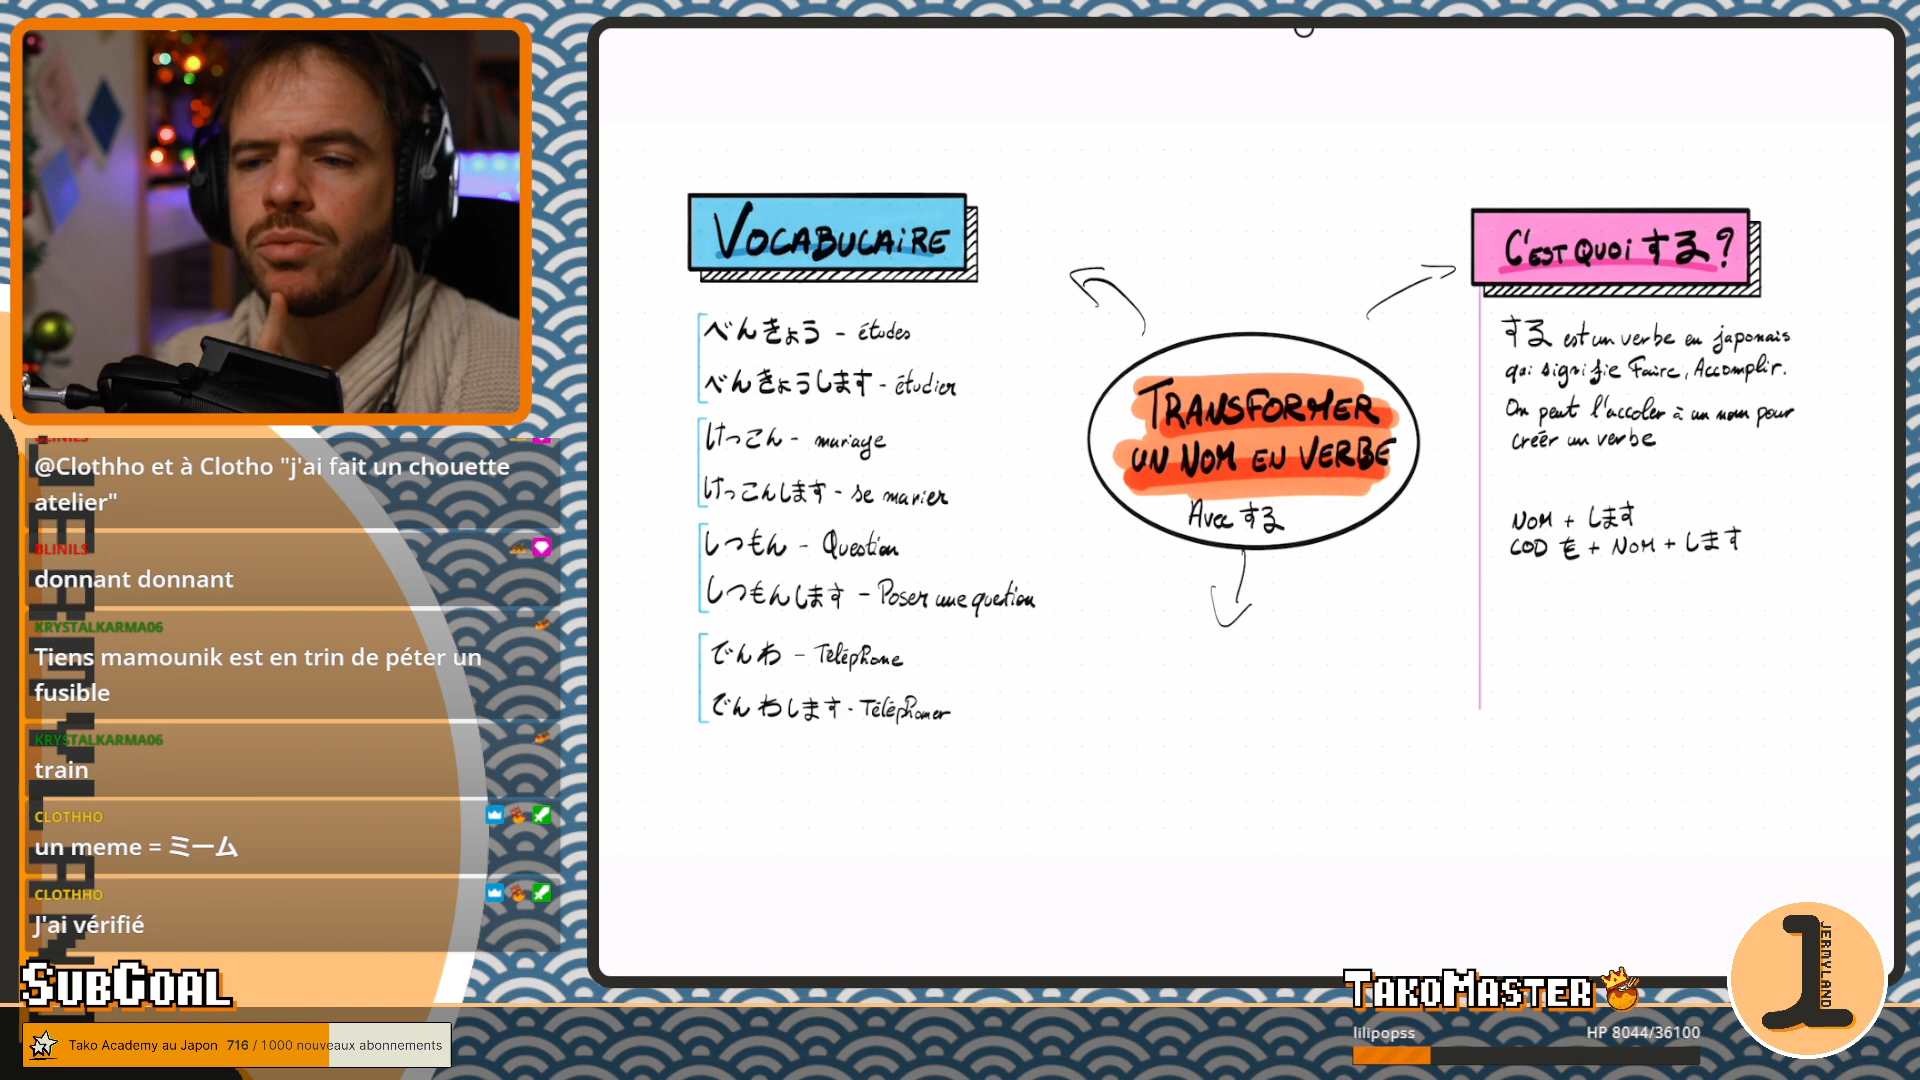 @Clothho et à Clotho "j'ai fait un chouette
atelier"
BLINILS
donnant donnant
KRYSTALKARMA06
Tiens mamounik est en trin de péter un
fusible
KRYSTALKARMA06
train
CLOTHHO
un meme = ミーム
CLOTHHO
J'ai vérifié
SUBGOAL
Tako Academy au Japon 716 / 1000 nouveaux abonnements
VOCABULAIRE
べんきょう - études
べんきょうします - étudier
けっこん - mariage
けっこんします - se marier
しつもん - Question
しつもんします - Poser une question
でんわ - Téléphone
でんわします - Téléphoner
TRANSFORMER
UN NOM EN VERBE
Avec する
C'EST QUOI する ?
する est un verbe en japonais
qui signifie Faire, Accomplir.
On peut l'accoler à un nom pour
créer un verbe
NOM + します
COD を + NOM + します
TAKOMASTER
lilipopss HP 8044/36100
JERMYLAND